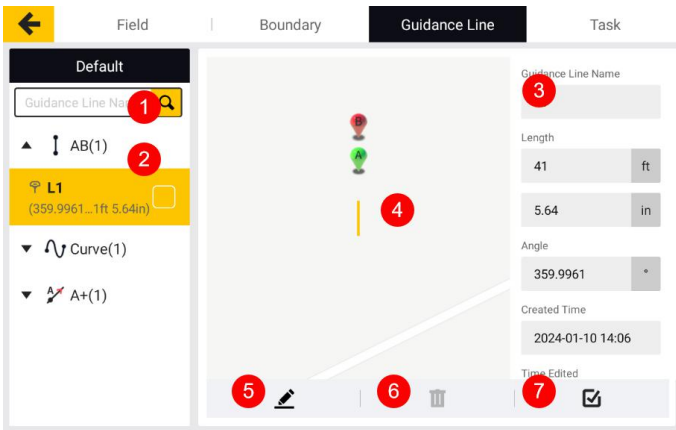 Field
Boundary
Guidance Line
Task
Default
Guidance Line Na
1
AB(1)
2
L1
(359.9961...1ft 5.64in)
Curve(1)
A+(1)
B
A
4
Guidance Line Name
3
Length
41 ft
5.64 in
Angle
359.9961 °
Created Time
2024-01-10 14:06
Time Edited
5
6
7